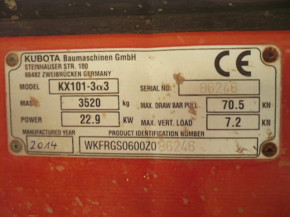 KUBOTA Baumaschinen GmbH
STEINHAUSER STR. 100
66482 ZWEIBRÜCKEN GERMANY
CE
MODEL KX101-3α3 SERIAL NO. 86246
MASS 3520 kg MAX. DRAW BAR PULL 70.5 KN
POWER 22.9 kW MAX. VERT. LOAD 7.2 KN
MANUFACTURED YEAR PRODUCT IDENTIFICATION NUMBER
2014 WKFRGS0600Z086246